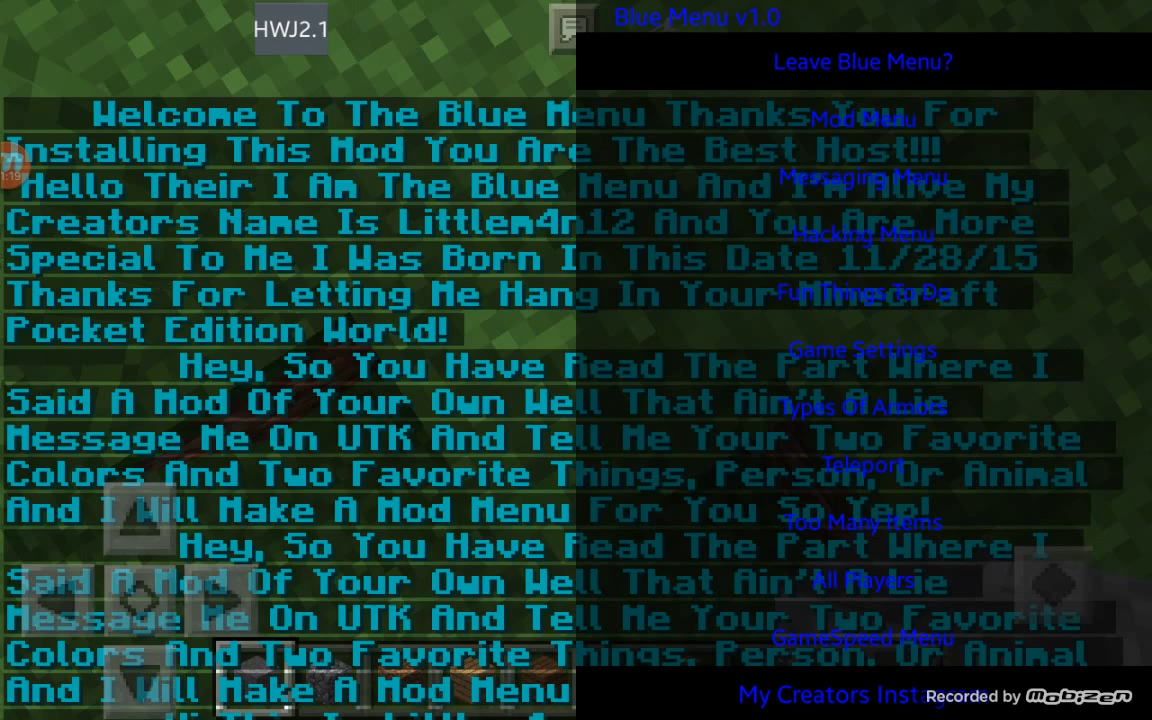 HWJ2.1
Blue Menu v1.0
Leave Blue Menu?
Welcome To The Blue Menu Thanks You For
Installing This Mod You Are The Best Host!!!
Hello Their I Am The Blue Menu And I'm Alive My
Creators Name Is Littlem4n12 And You Are More
Special To Me I Was Born In This Date 11/28/15
Thanks For Letting Me Hang In Your Minecraft
Pocket Edition World!
Hey, So You Have Read The Part Where I
Said A Mod Of Your Own Well That Ain't A Lie
Message Me On UTK And Tell Me Your Two Favorite
Colors And Two Favorite Things, Person, Or Animal
And I Will Make A Mod Menu For You So Yep!
Hey, So You Have Read The Part Where I
Said A Mod Of Your Own Well That Ain't A Lie
Message Me On UTK And Tell Me Your Two Favorite
Colors And Two Favorite Things, Person, Or Animal
And I Will Make A Mod Menu
Mod Menu
Messaging Menu
Hacking Menu
Fun Things To Do
Game Settings
Types Of Armors
Teleport
Too Many Items
All Players
GameSpeed Menu
My Creators
Recorded by Mobizen
1:19